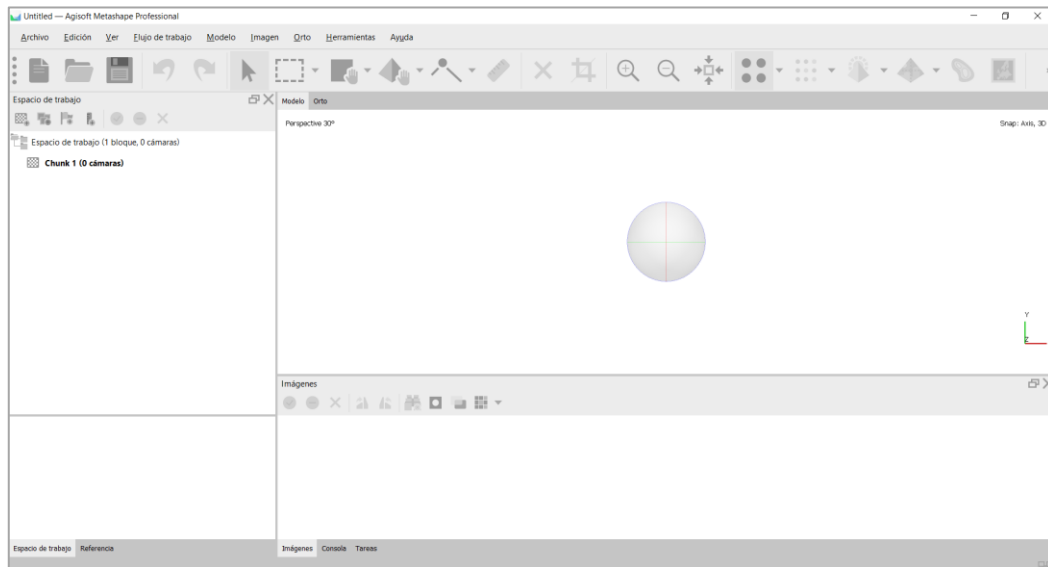 Untitled — Agisoft Metashape Professional
Archivo Edición Ver Flujo de trabajo Modelo Imagen Orto Herramientas Ayuda
Espacio de trabajo
Espacio de trabajo (1 bloque, 0 cámaras)
Chunk 1 (0 cámaras)
Modelo Orto
Perspective 30°
Snap: Axis, 3D
Y
Z
Imágenes
Espacio de trabajo Referencia
Imágenes Consola Tareas